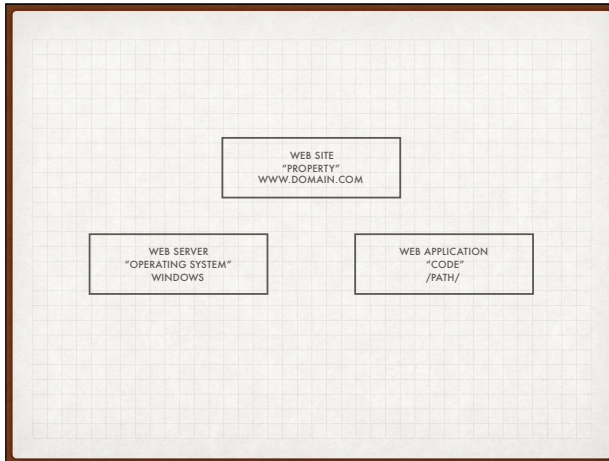 WEB SITE
“PROPERTY”
WWW.DOMAIN.COM
WEB SERVER
“OPERATING SYSTEM”
WINDOWS
WEB APPLICATION
“CODE”
/PATH/